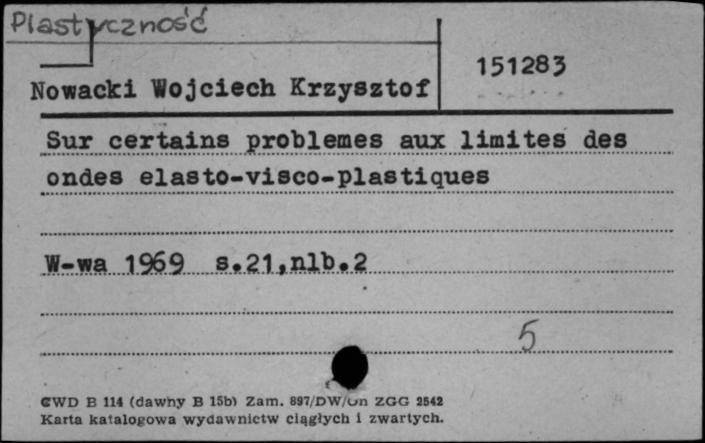 Plastyczność
151283
Nowacki Wojciech Krzysztof
Sur certains problemes aux limites des
ondes elasto-visco-plastiques
W-wa 1969 s.21,nlb.2
5
CWD B 114 (dawny B 15b) Zam. 897/DW/Un ZGG 2542
Karta katalogowa wydawnictw ciągłych i zwartych.